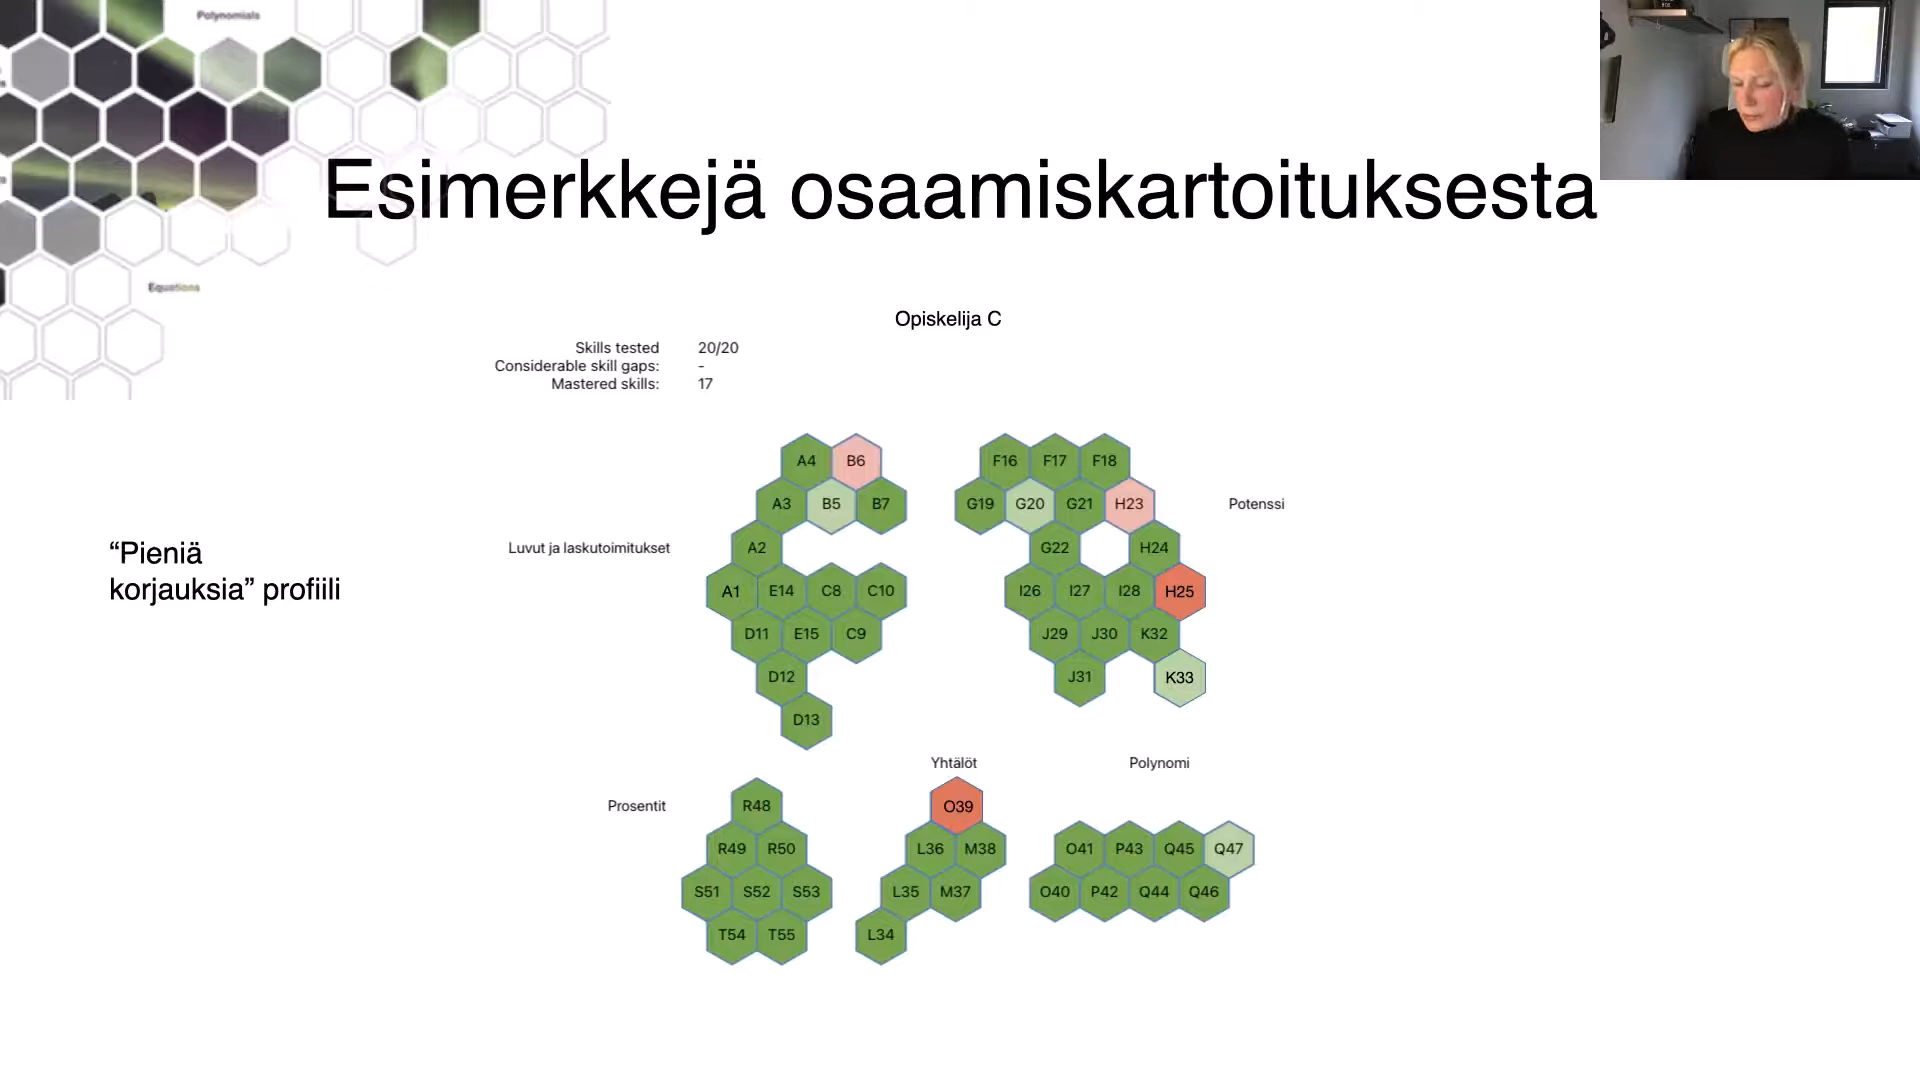 Polynomials
Esimerkkejä osaamiskartoituksesta
Equations
Opiskelija C
Skills tested 20/20
Considerable skill gaps: -
Mastered skills: 17
“Pieniä
korjauksia” profiili
Luvut ja laskutoimitukset
A4 B6
A3 B5 B7
A2
A1 E14 C8 C10
D11 E15 C9
D12
D13
Potenssi
F16 F17 F18
G19 G20 G21 H23
G22 H24
I26 I27 I28 H25
J29 J30 K32
J31 K33
Prosentit
R48
R49 R50
S51 S52 S53
T54 T55
Yhtälöt
O39
L36 M38
L35 M37
L34
Polynomi
O41 P43 Q45 Q47
O40 P42 Q44 Q46